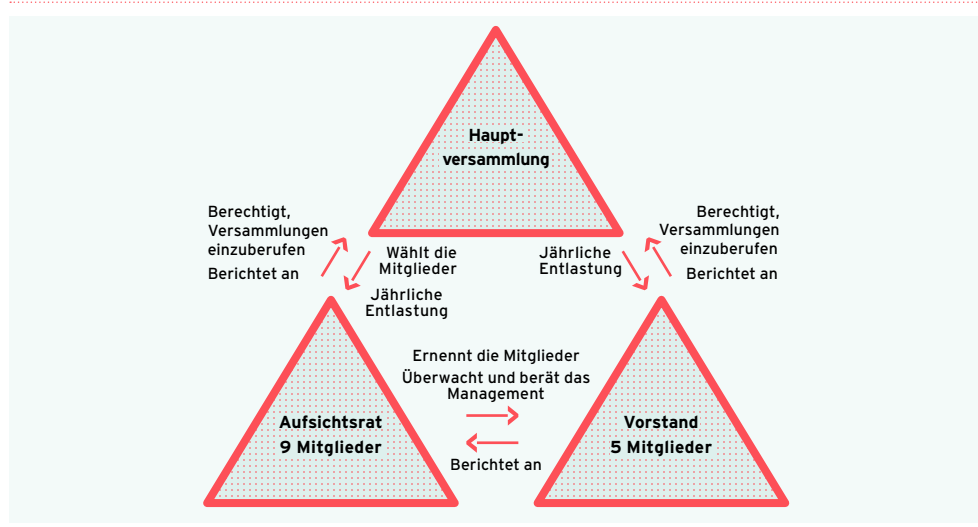 Haupt-
versammlung
Berechtigt,
Versammlungen
einzuberufen
Berichtet an
Wählt die
Mitglieder
Jährliche
Entlastung
Jährliche
Entlastung
Berechtigt,
Versammlungen
einzuberufen
Berichtet an
Ernennt die Mitglieder
Überwacht und berät das
Management
Aufsichtsrat
9 Mitglieder
Berichtet an
Vorstand
5 Mitglieder